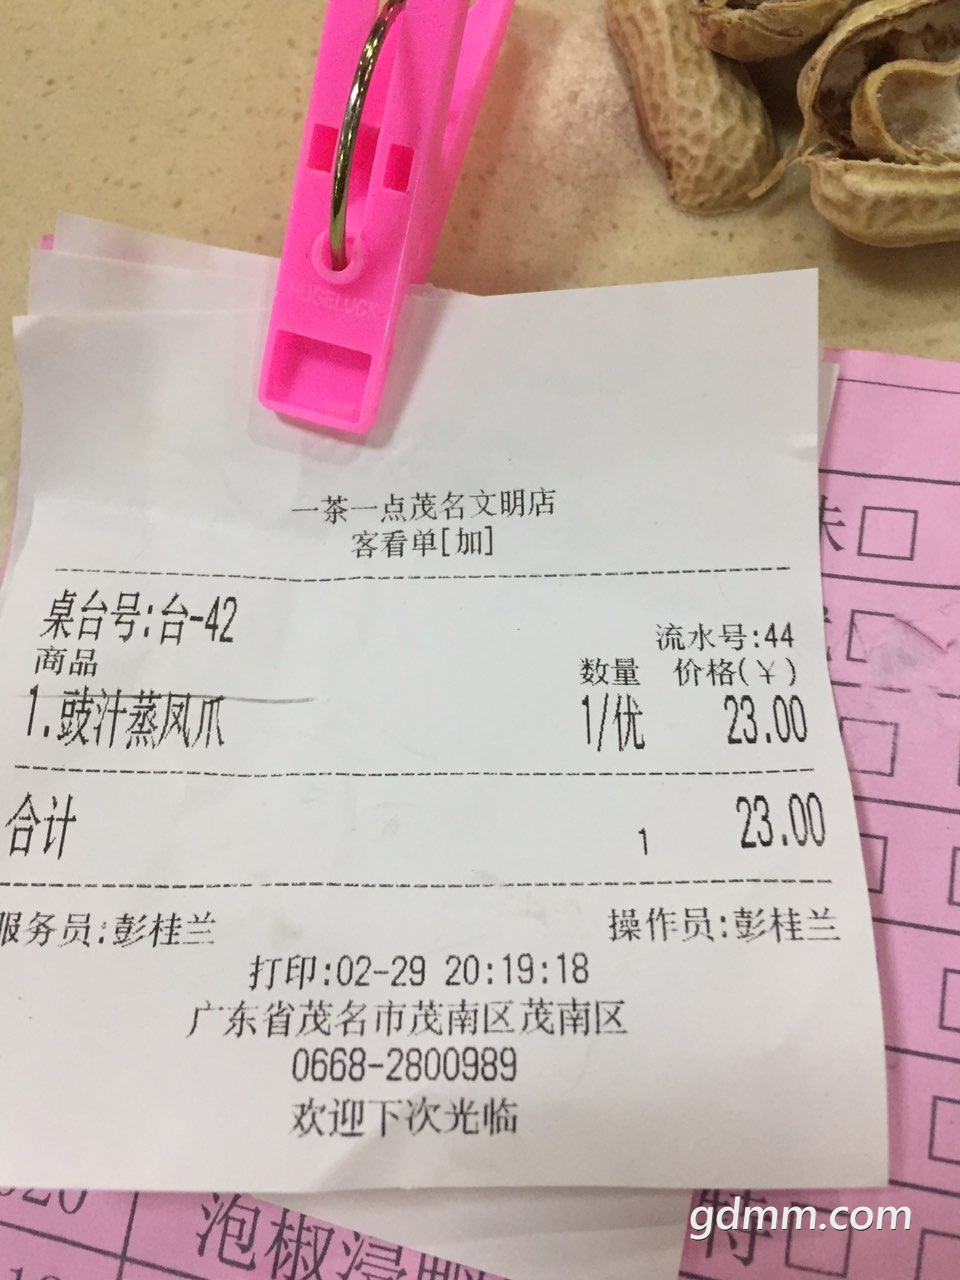 HUGELUCK
一茶一点茂名文明店
客看单[加]
桌台号:台-42
流水号:44
商品 数量 价格(￥)
1.豉汁蒸凤爪 1/优 23.00
合计 1 23.00
服务员:彭桂兰 操作员:彭桂兰
打印:02-29 20:19:18
广东省茂名市茂南区茂南区
0668-2800989
欢迎下次光临
泡椒浸
特
gdmm.com